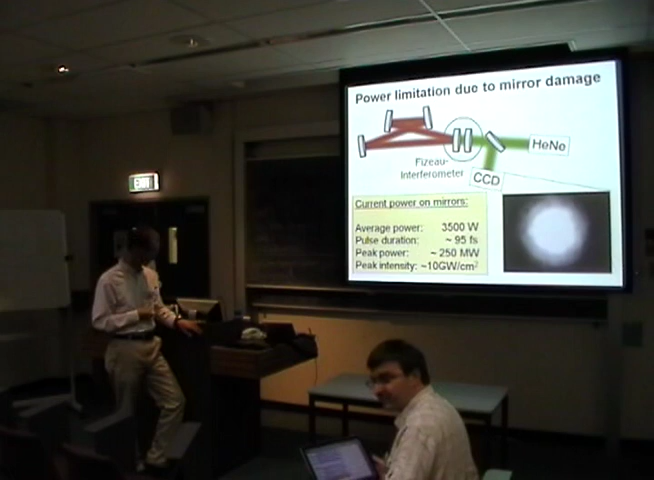 Power limitation due to mirror damage
HeNe
Fizeau-
Interferometer
CCD
Current power on mirrors:
Average power: 3500 W
Pulse duration: ~ 95 fs
Peak power: ~ 250 MW
Peak intensity: ~10GW/cm²
EXIT